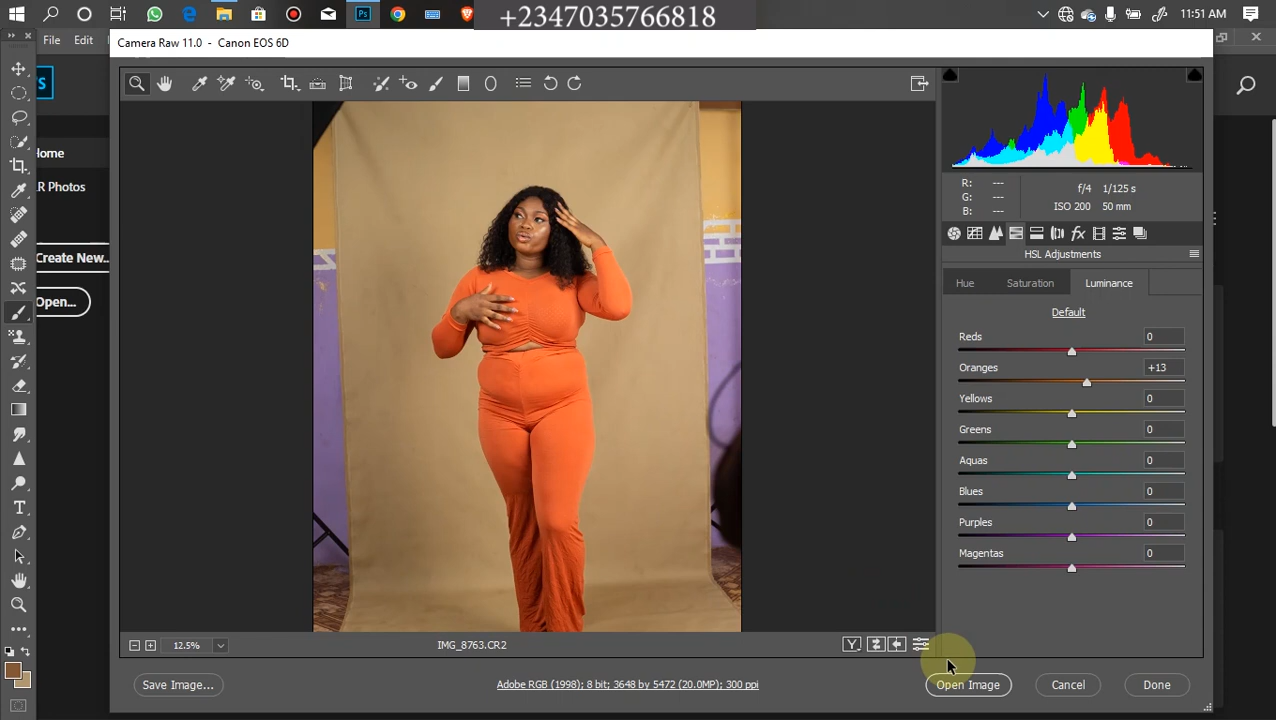 +2347035766818
11:51 AM
File Edit
Camera Raw 11.0 - Canon EOS 6D
Home
LR Photos
Create New...
Open...
R: ---
G: ---
B: ---
f/4 1/125 s
ISO 200 50 mm
HSL Adjustments
Hue Saturation Luminance
Default
Reds 0
Oranges +13
Yellows 0
Greens 0
Aquas 0
Blues 0
Purples 0
Magentas 0
12.5%
IMG_8763.CR2
Save Image...
Adobe RGB (1998); 8 bit; 3648 by 5472 (20.0MP); 300 ppi
Open Image
Cancel
Done